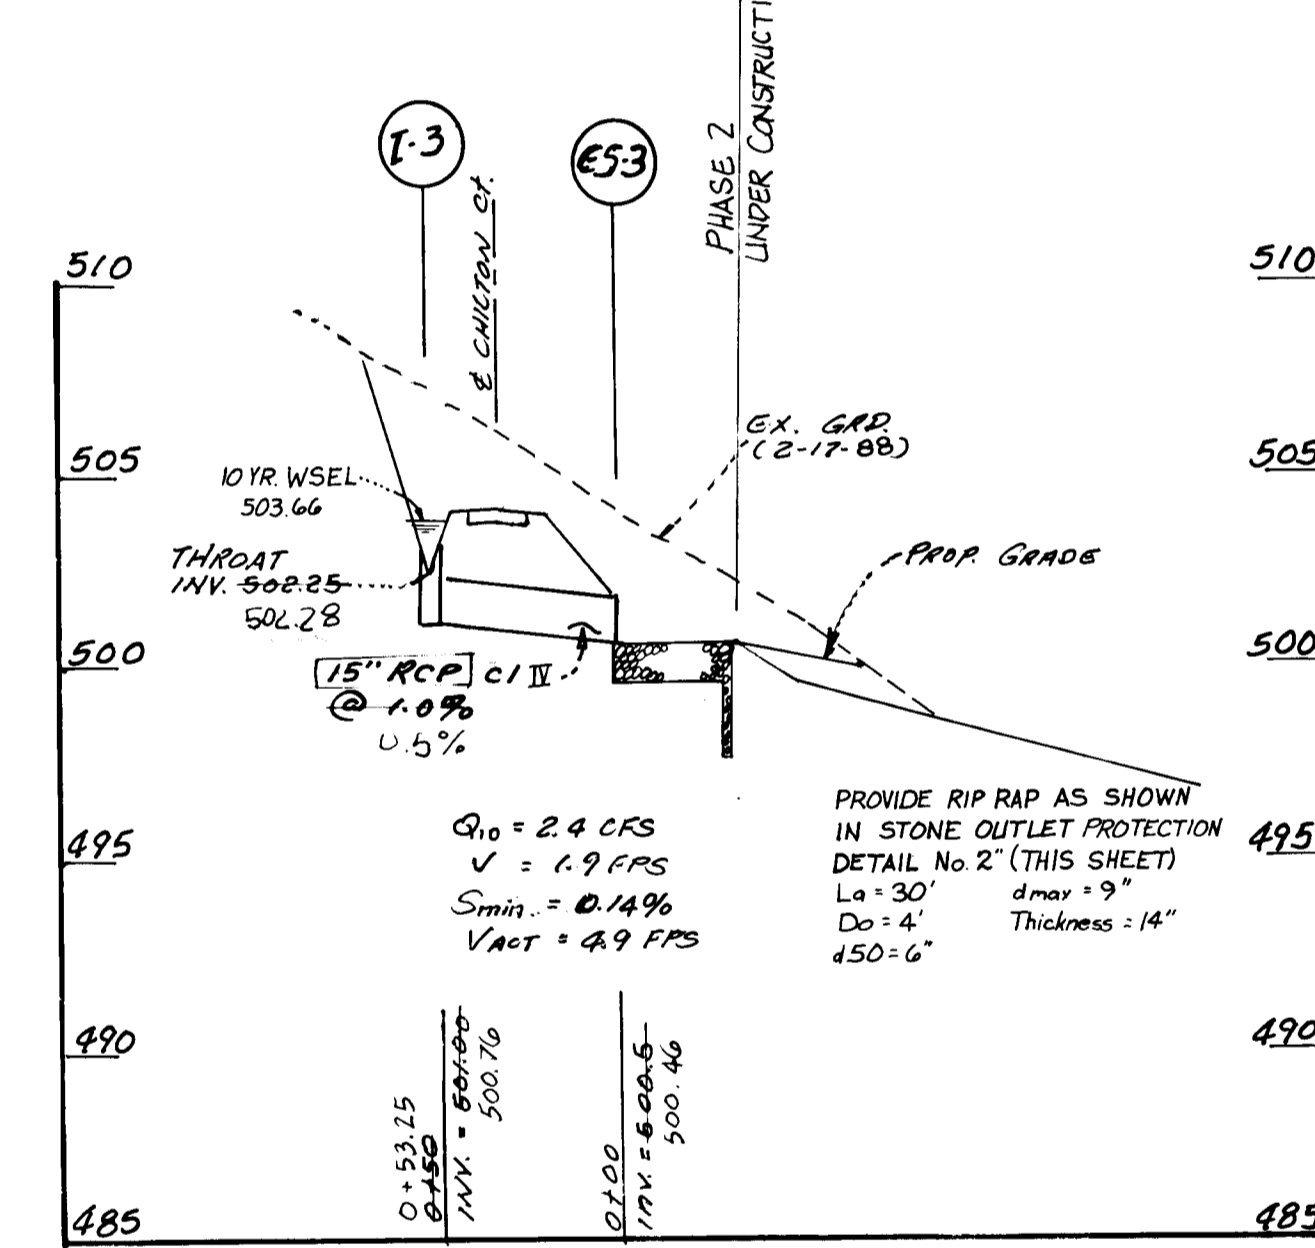 PHASE 2
UNDER CONSTRUCTI
I-3
ES-3
℄ CHILTON Ct.
510
510
EX. GRD.
(2-17-88)
505
505
10 YR. WSEL
503.66
THROAT
INV. 502.25
502.28
PROP. GRADE
500
500
15" RCP Cl IV
@ 1.0%
0.5%
Q10 = 2.4 CFS
V = 1.9 FPS
Smin. = 0.14%
VACT = 4.9 FPS
PROVIDE RIP RAP AS SHOWN
IN STONE OUTLET PROTECTION
DETAIL No. 2" (THIS SHEET)
La = 30' dmax = 9"
Do = 4' Thickness = 14"
d50 = 6"
495
495
490
490
0+53.25
0+50
INV. = 501.00
500.76
0+00
INV. = 500.5
500.46
485
485